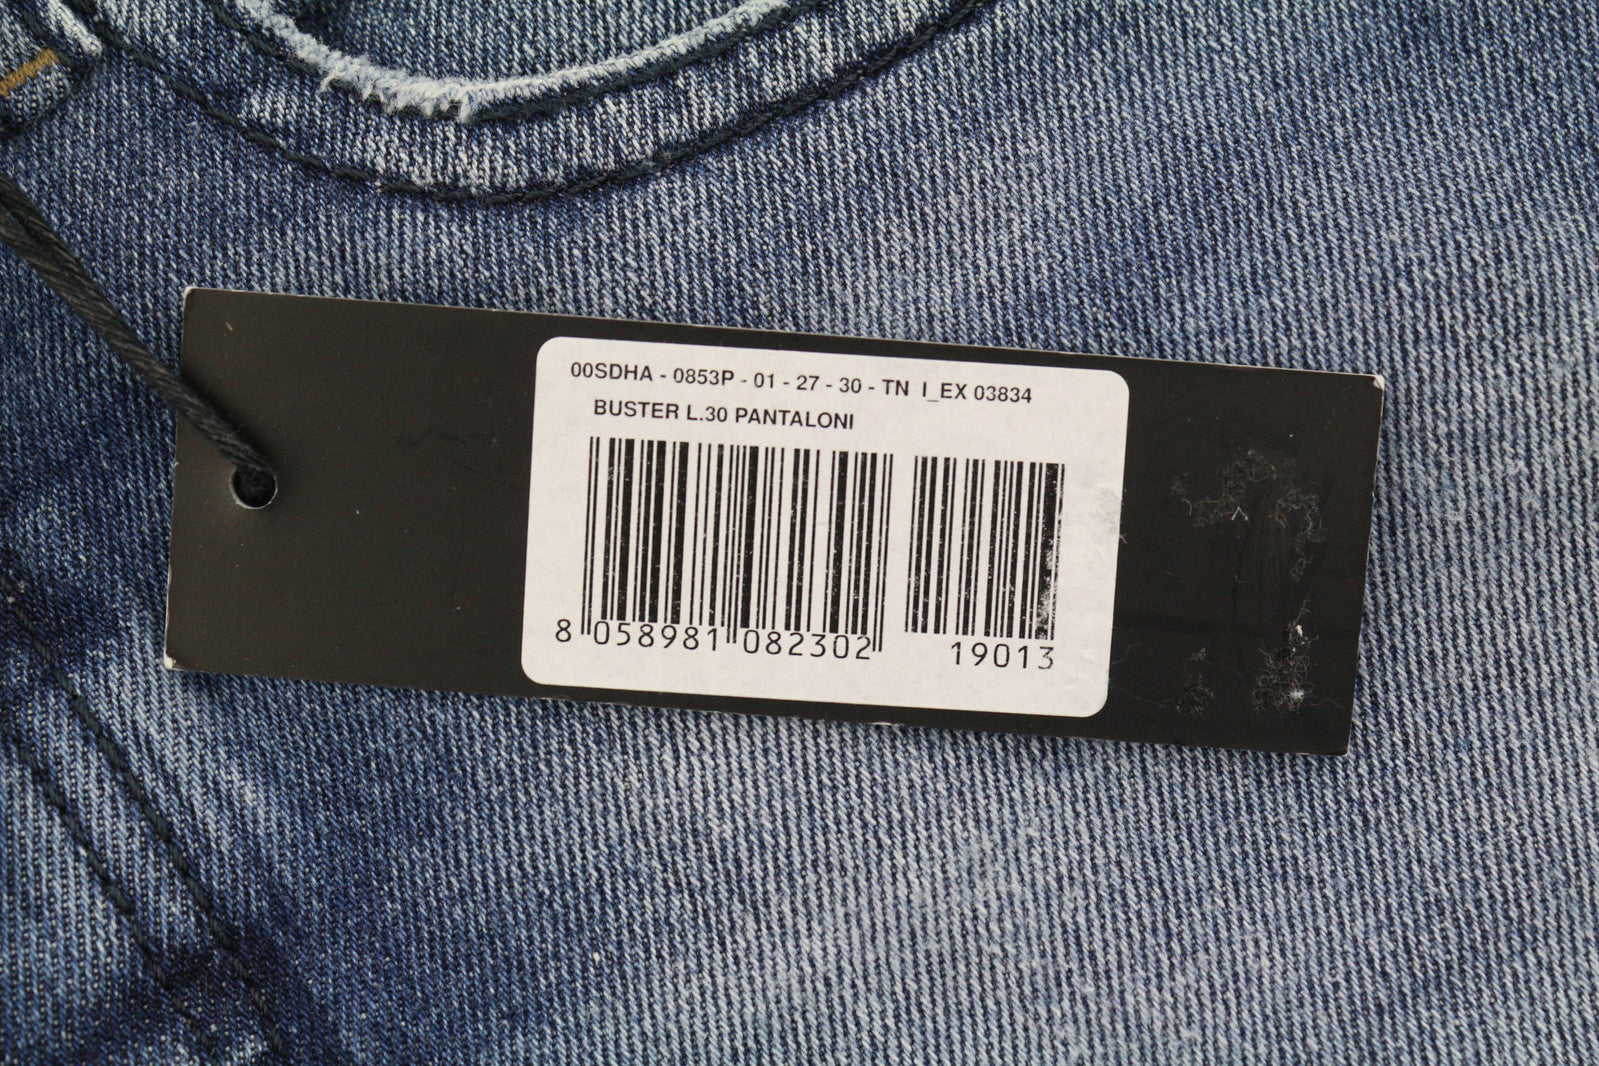 00SDHA - 0853P - 01 - 27 - 30 - TN I_EX 03834
BUSTER L.30 PANTALONI
8 058981 082302 19013